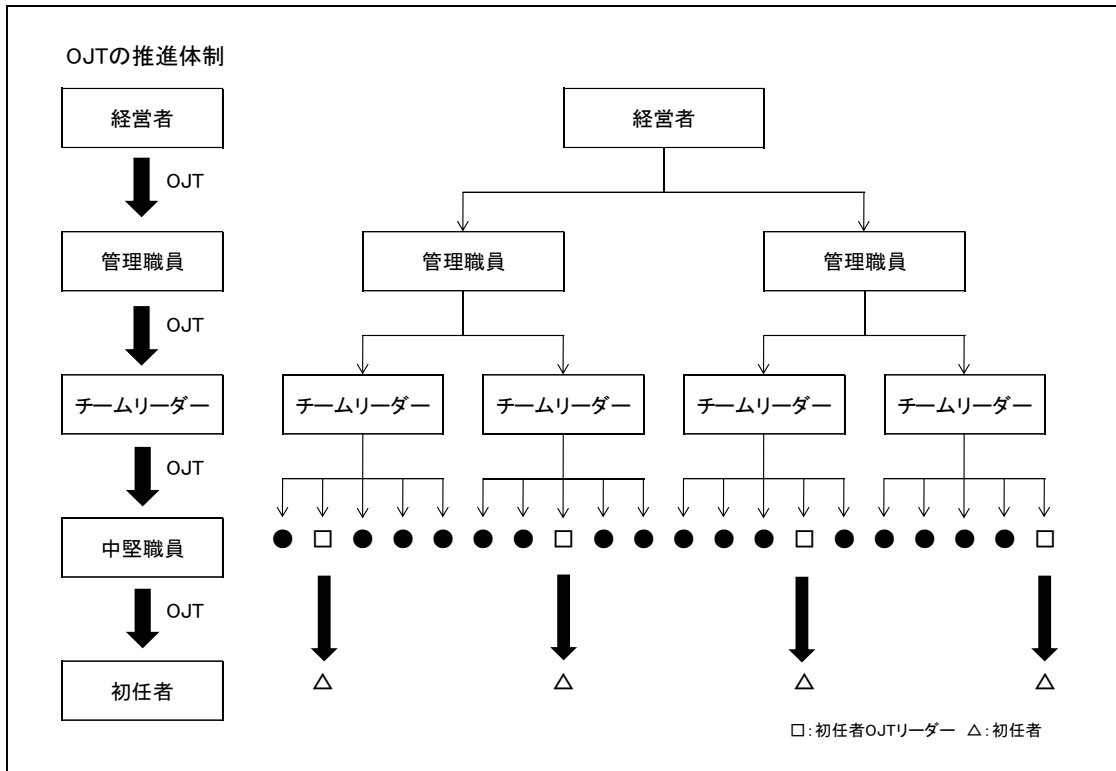 OJTの推進体制
経営者
経営者
OJT
管理職員
管理職員
管理職員
OJT
チームリーダー
チームリーダー
チームリーダー
チームリーダー
チームリーダー
OJT
中堅職員
OJT
初任者
□:初任者OJTリーダー △:初任者